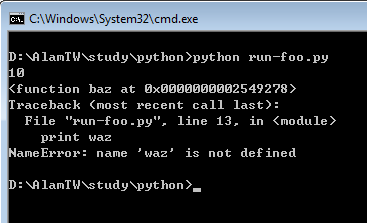 C:\Windows\System32\cmd.exe
D:\AlamTW\study\python>python run-foo.py
10
<function baz at 0x0000000002549278>
Traceback (most recent call last):
  File "run-foo.py", line 13, in <module>
    print waz
NameError: name 'waz' is not defined
D:\AlamTW\study\python>_